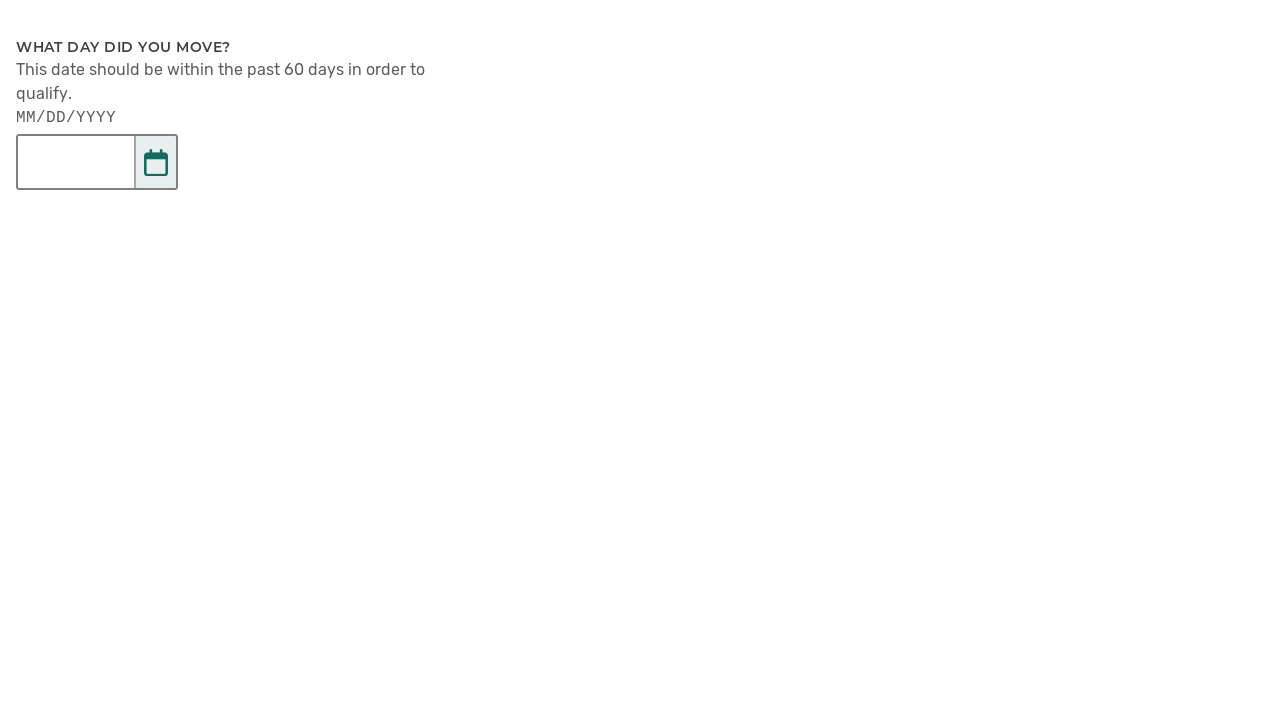 WHAT DAY DID YOU MOVE?
This date should be within the past 60 days in order to
qualify.
MM/DD/YYYY